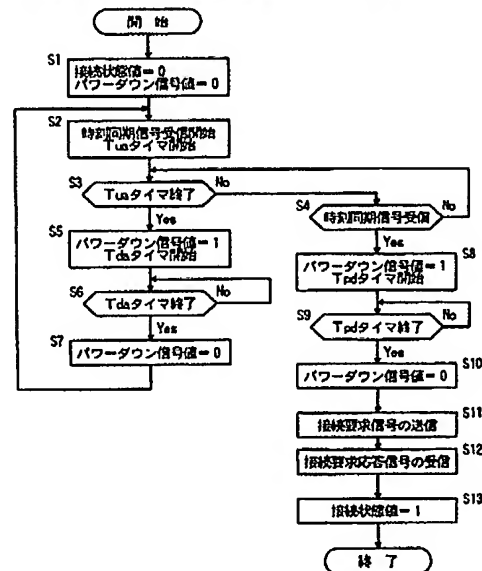 開 始
S1
接続状態値＝0
パワーダウン信号値＝0
S2
時刻同期信号受信開始
Tuaタイマ開始
S3
Tuaタイマ終了
No
Yes
S4
時刻同期信号受信
No
Yes
S5
パワーダウン信号値＝1
Tdaタイマ開始
S6
Tdaタイマ終了
No
Yes
S7
パワーダウン信号値＝0
S8
パワーダウン信号値＝1
Tpdタイマ開始
S9
Tpdタイマ終了
No
Yes
S10
パワーダウン信号値＝0
S11
接続要求信号の送信
S12
接続要求応答信号の受信
S13
接続状態値＝1
終 了